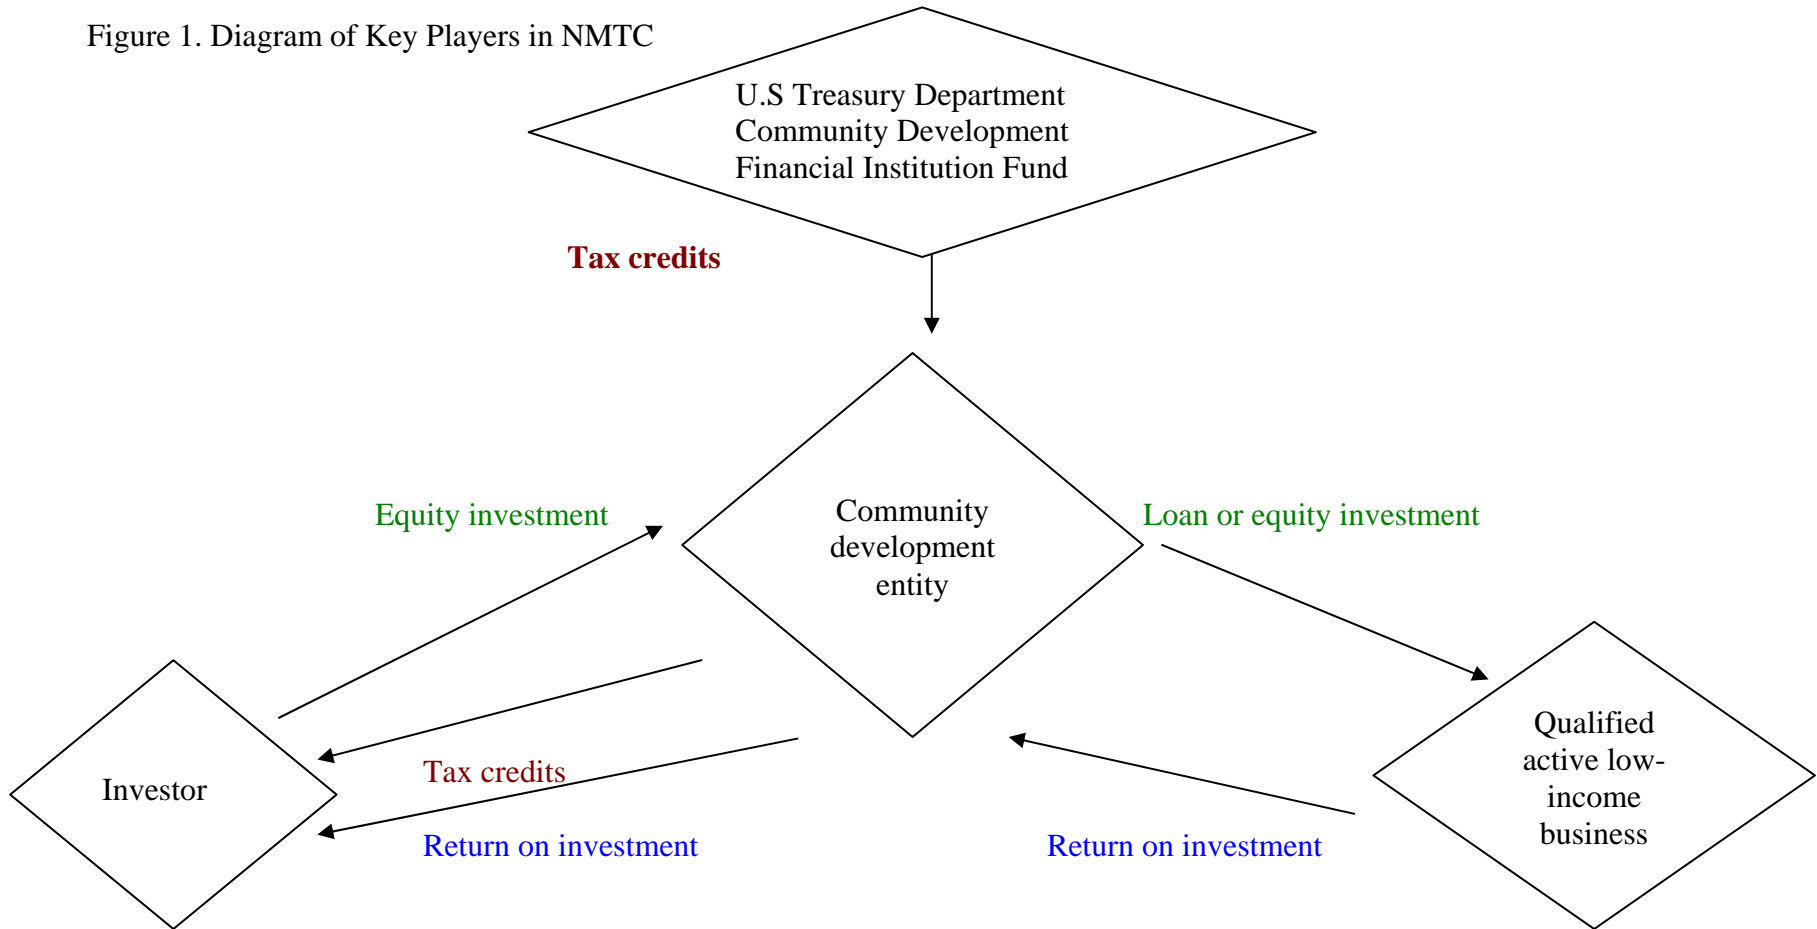 Figure 1. Diagram of Key Players in NMTC
U.S Treasury Department
Community Development
Financial Institution Fund
Tax credits
Equity investment
Community
development
entity
Loan or equity investment
Investor
Tax credits
Return on investment
Return on investment
Qualified
active low-
income
business